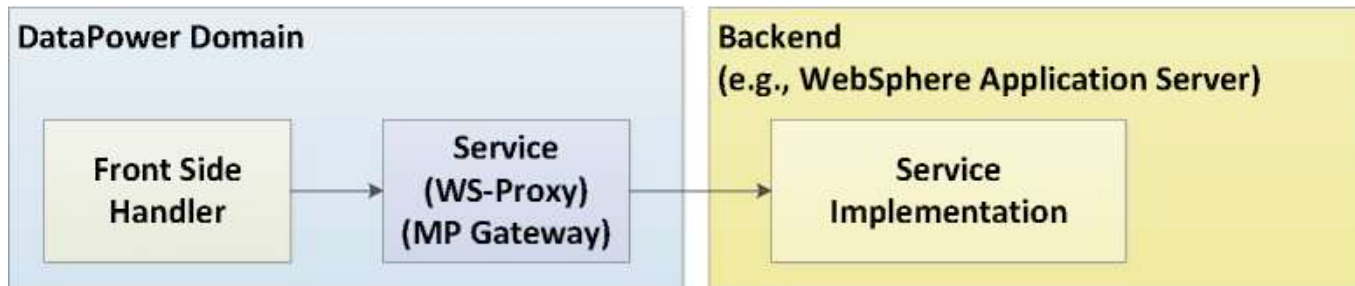 DataPower Domain
Front Side
Handler
Service
(WS-Proxy)
(MP Gateway)
Backend
(e.g., WebSphere Application Server)
Service
Implementation